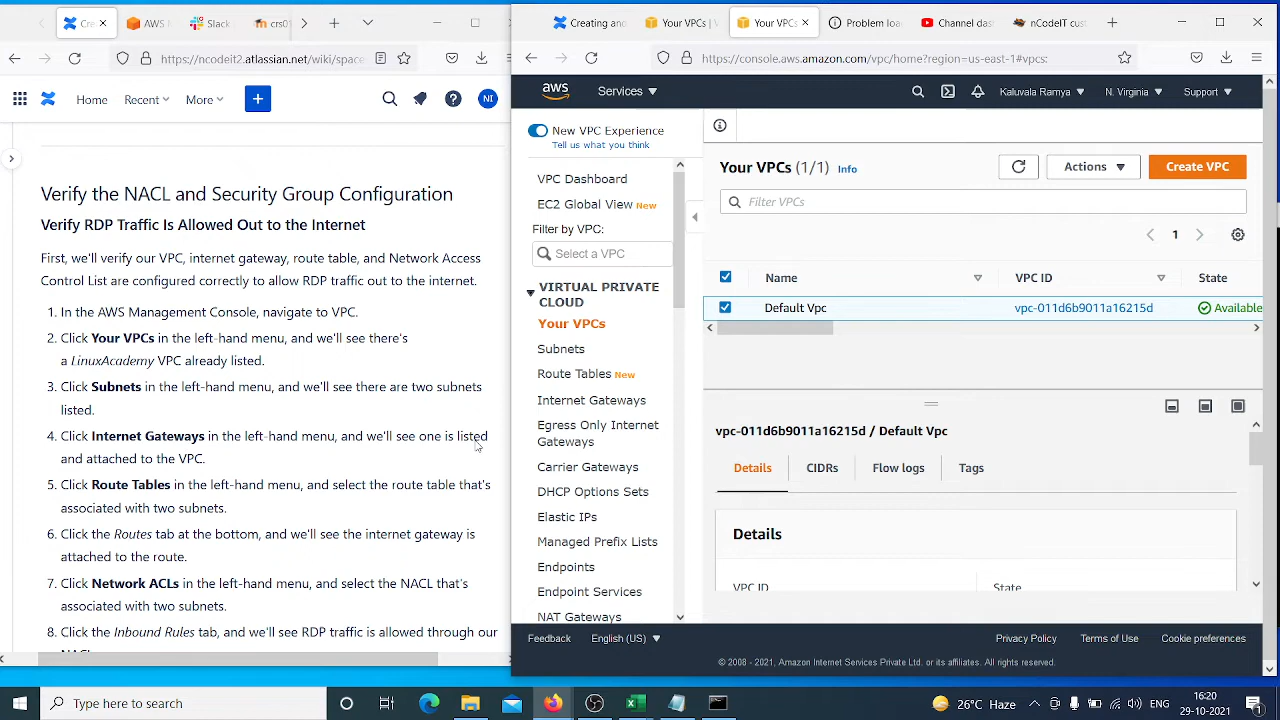 Cre
AWS
Slack
crs0
https://ncodeit2.atlassian.net/wiki/space
Home
Recent
More
NI
Verify the NACL and Security Group Configuration
Verify RDP Traffic Is Allowed Out to the Internet
First, we'll verify our VPC, internet gateway, route table, and Network Access
Control List are configured correctly to allow RDP traffic out to the internet.
1. In the AWS Management Console, navigate to VPC.
2. Click Your VPCs in the left-hand menu, and we'll see there's
a LinuxAcademy VPC already listed.
3. Click Subnets in the left-hand menu, and we'll see there are two subnets
listed.
4. Click Internet Gateways in the left-hand menu, and we'll see one is listed
and attached to the VPC.
5. Click Route Tables in the left-hand menu, and select the route table that's
associated with two subnets.
6. Click the Routes tab at the bottom, and we'll see the internet gateway is
attached to the route.
7. Click Network ACLs in the left-hand menu, and select the NACL that's
associated with two subnets.
8. Click the Inbound Rules tab, and we'll see RDP traffic is allowed through our
Creating and
Your VPCs |
Your VPCs
Problem loa
Channel das
nCodeIT cus
https://console.aws.amazon.com/vpc/home?region=us-east-1#vpcs:
aws
Services
Kaluvala Ramya
N. Virginia
Support
New VPC Experience
Tell us what you think
VPC Dashboard
EC2 Global View New
Filter by VPC:
Select a VPC
VIRTUAL PRIVATE
CLOUD
Your VPCs
Subnets
Route Tables New
Internet Gateways
Egress Only Internet
Gateways
Carrier Gateways
DHCP Options Sets
Elastic IPs
Managed Prefix Lists
Endpoints
Endpoint Services
NAT Gateways
Your VPCs (1/1) Info
Actions
Create VPC
Filter VPCs
1
Name
VPC ID
State
Default Vpc
vpc-011d6b9011a16215d
Available
vpc-011d6b9011a16215d / Default Vpc
Details
CIDRs
Flow logs
Tags
Details
VPC ID
State
Feedback
English (US)
Privacy Policy
Terms of Use
Cookie preferences
© 2008 - 2021, Amazon Internet Services Private Ltd. or its affiliates. All rights reserved.
Type here to search
26°C Haze
16:20
29-10-2021